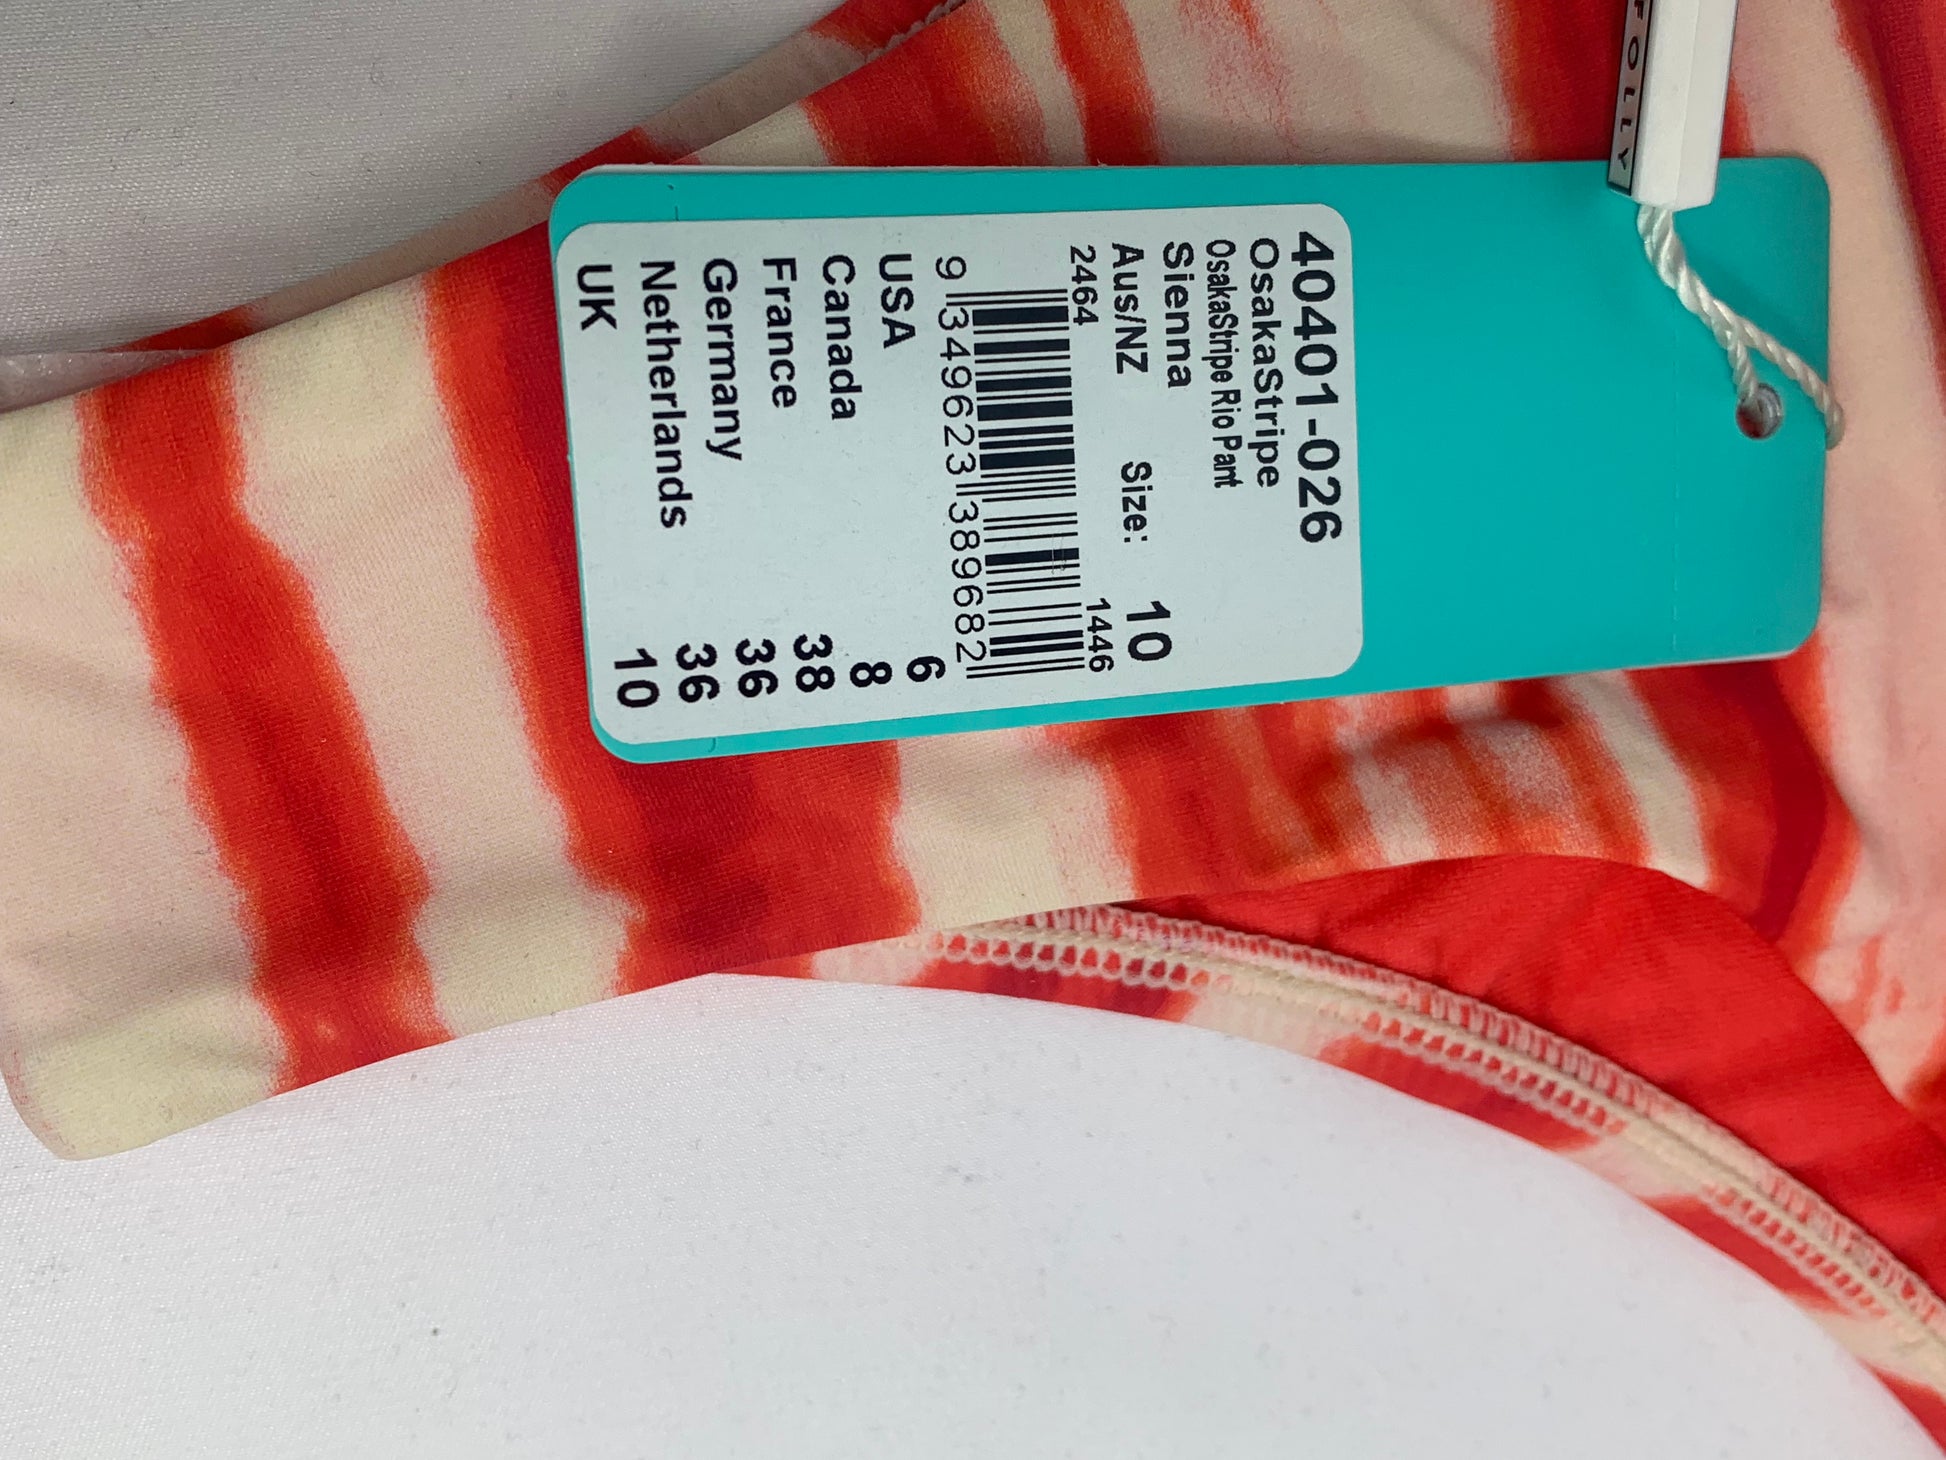 FOLLY
40401-026
OsakaStripe
OsakaStripe Rio Pant
Sienna
Aus/NZ Size: 10
2464 1446
9 349623 389682
USA 6
Canada 8
France 38
Germany 36
Netherlands 36
UK 10